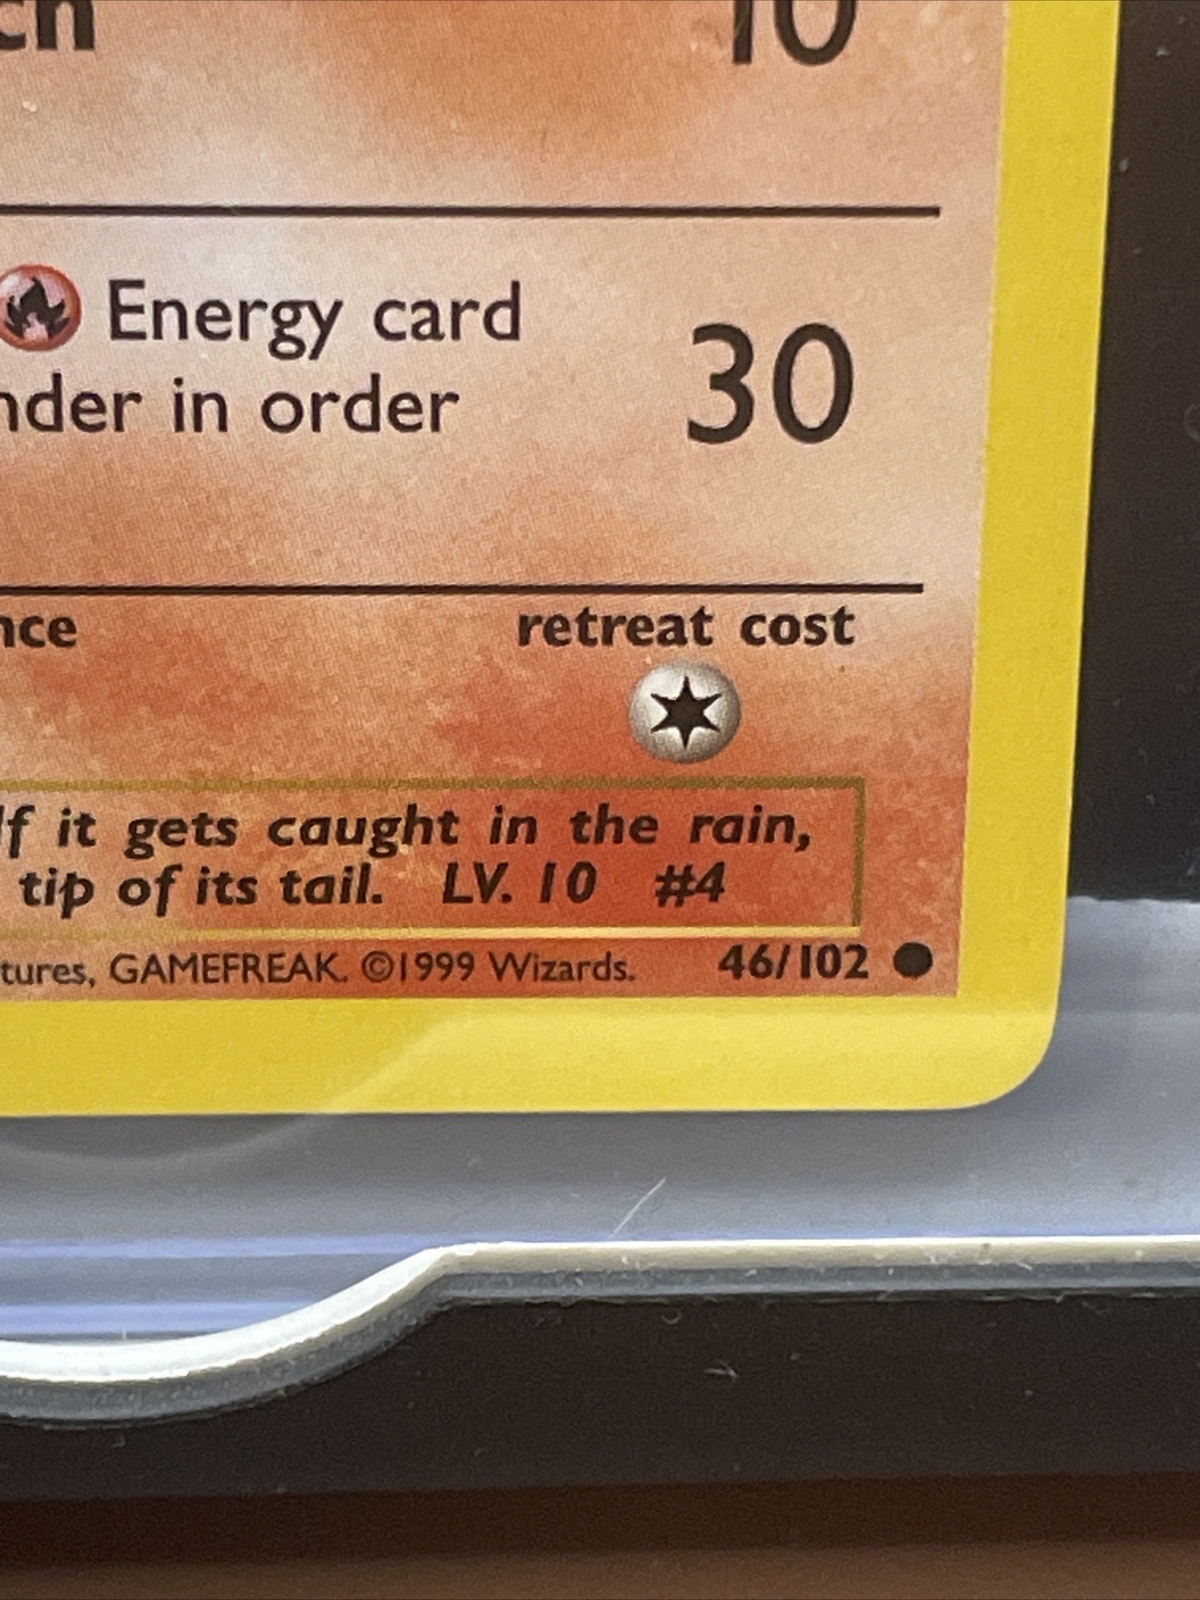 ch 10
Energy card
nder in order
30
nce retreat cost
If it gets caught in the rain,
tip of its tail. LV. 10 #4
tures, GAMEFREAK. ©1999 Wizards. 46/102